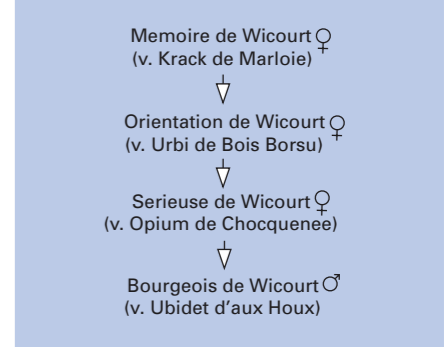 Memoire de Wicourt ♀
(v. Krack de Marloie)
Orientation de Wicourt ♀
(v. Urbi de Bois Borsu)
Serieuse de Wicourt ♀
(v. Opium de Chocquenee)
Bourgeois de Wicourt ♂
(v. Ubidet d'aux Houx)